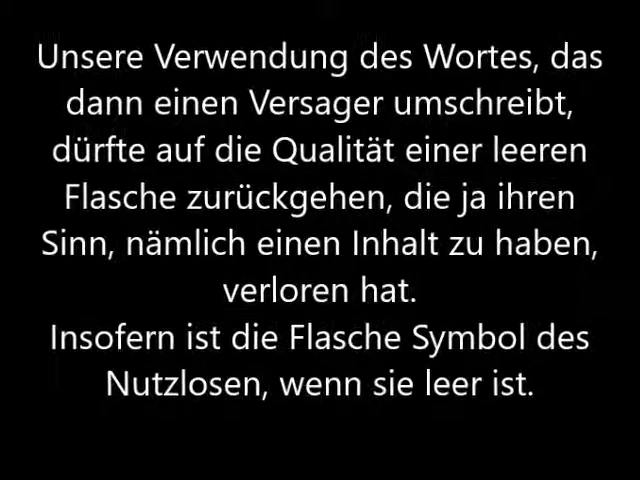 Unsere Verwendung des Wortes, das
dann einen Versager umschreibt,
dürfte auf die Qualität einer leeren
Flasche zurückgehen, die ja ihren
Sinn, nämlich einen Inhalt zu haben,
verloren hat.
Insofern ist die Flasche Symbol des
Nutzlosen, wenn sie leer ist.